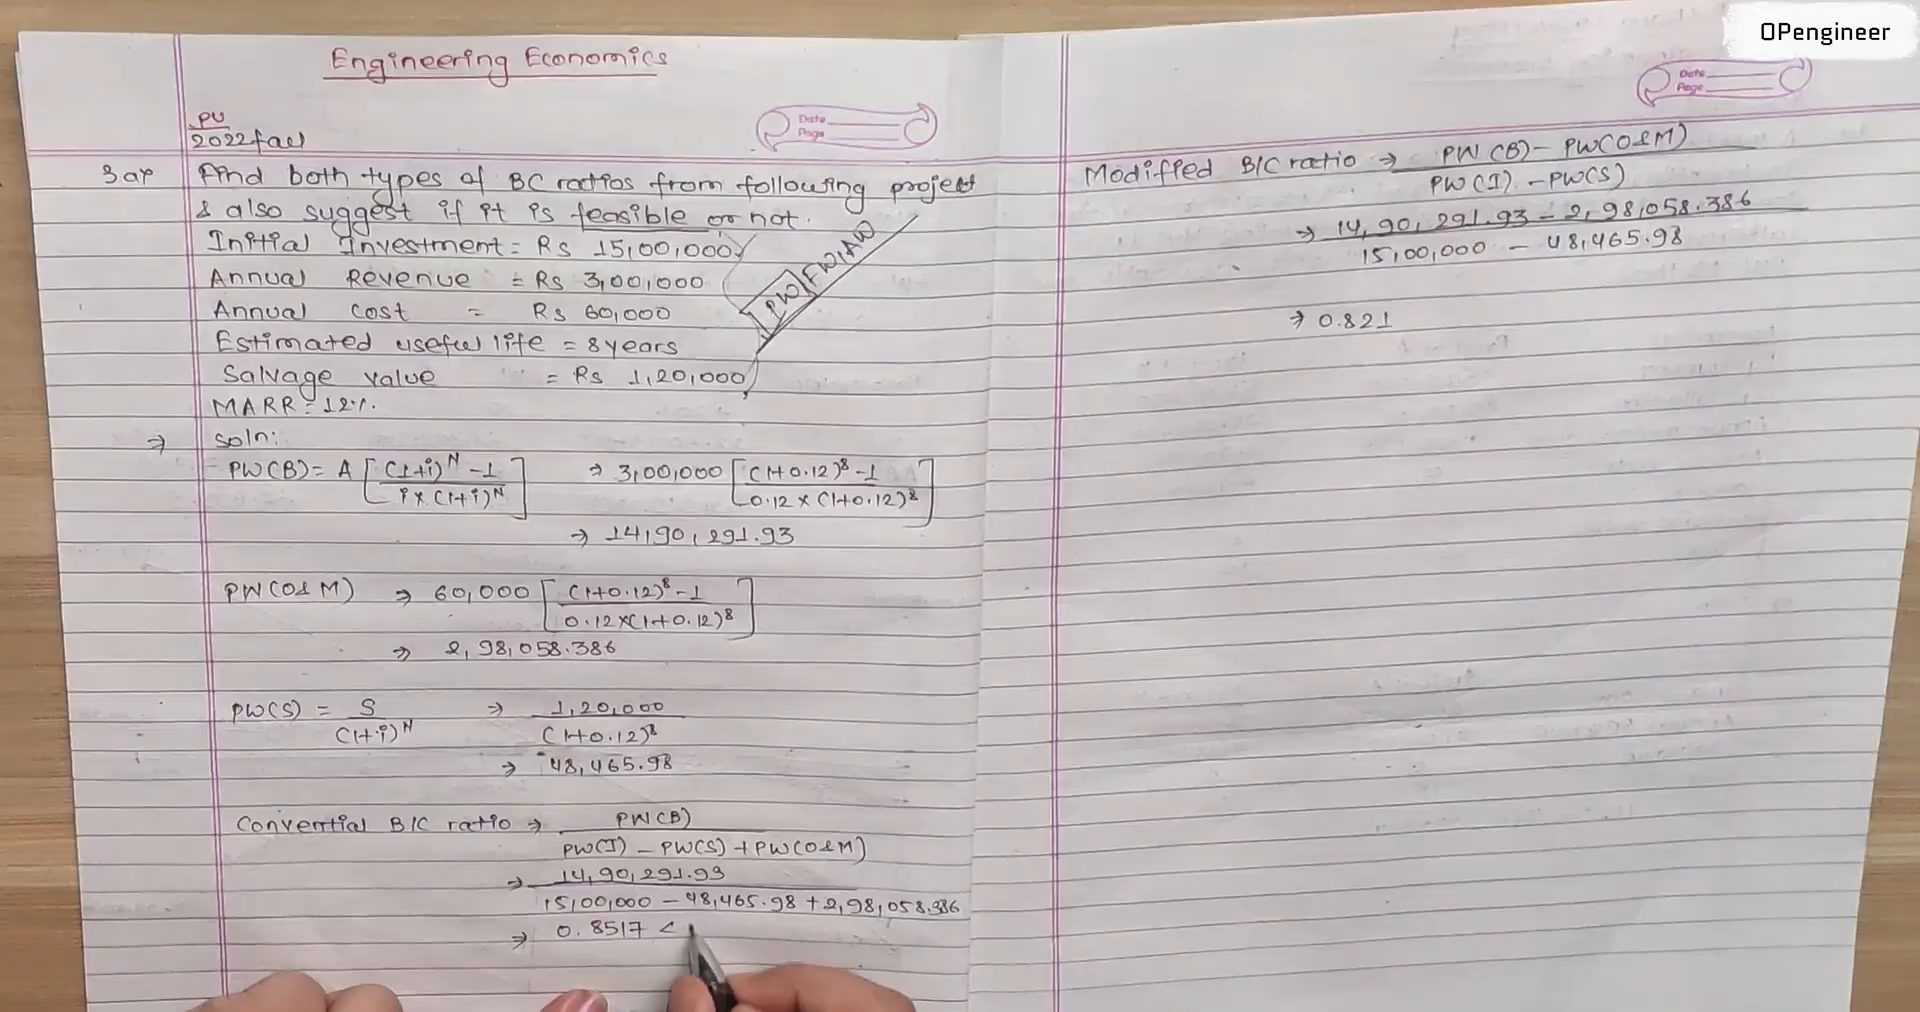 OPengineer
Engineering Economics
PU
2022 fall
Date
Page
3 a)
Find both types of BC ratios from following project
& also suggest if it is feasible or not.
Initial Investment = Rs 15,00,000
Annual Revenue = Rs 3,00,000
Annual cost = Rs 60,000
Estimated useful life = 8 years
Salvage value = Rs 1,20,000
MARR = 12%.
PW/FW/AW
⇒ soln:
PW(B) = A [ (1+i)^N - 1 / i × (1+i)^N ] ⇒ 3,00,000 [ (1+0.12)^8 - 1 / 0.12 × (1+0.12)^8 ]
⇒ 14,90,291.93
PW(O&M) ⇒ 60,000 [ (1+0.12)^8 - 1 / 0.12×(1+0.12)^8 ]
⇒ 2,98,058.386
PW(S) = S / (1+i)^N ⇒ 1,20,000 / (1+0.12)^8
⇒ 48,465.98
Convential B/C ratio ⇒ PW(B) / PW(I) - PW(S) + PW(O&M)
⇒ 14,90,291.93 / 15,00,000 - 48,465.98 + 2,98,058.386
⇒ 0.8517 <
Date
Page
Modified B/C ratio ⇒ PW(B) - PW(O&M) / PW(I) - PW(S)
⇒ 14,90,291.93 - 2,98,058.386 / 15,00,000 - 48,465.98
⇒ 0.821